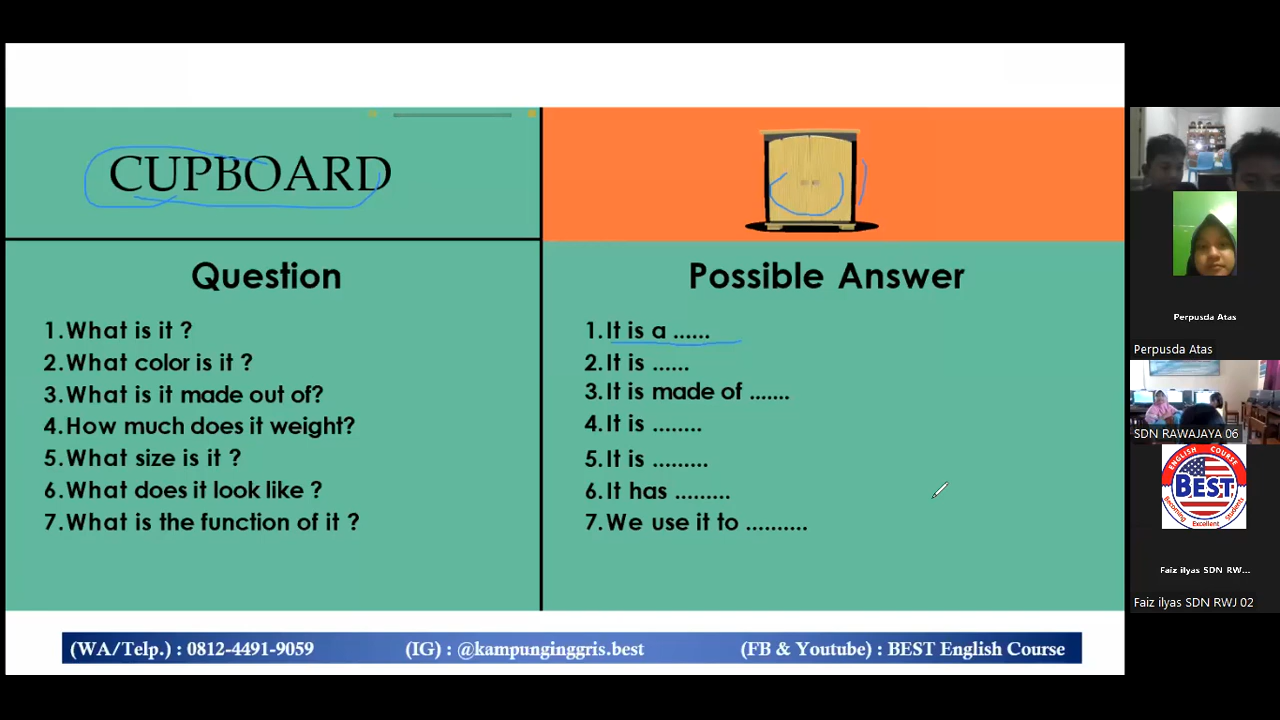 CUPBOARD
Question
1.What is it ?
2.What color is it ?
3.What is it made out of?
4.How much does it weight?
5.What size is it ?
6.What does it look like ?
7.What is the function of it ?
Possible Answer
1.It is a ......
2.It is ......
3.It is made of .......
4.It is ........
5.It is .........
6.It has .........
7.We use it to ..........
(WA/Telp.) : 0812-4491-9059 (IG) : @kampunginggris.best (FB & Youtube) : BEST English Course
Perpusda Atas
Perpusda Atas
SDN RAWAJAYA 06
ENGLISH COURSE
BEST
Becoming Excellent Students
Faiz ilyas SDN RW...
Faiz ilyas SDN RWJ 02